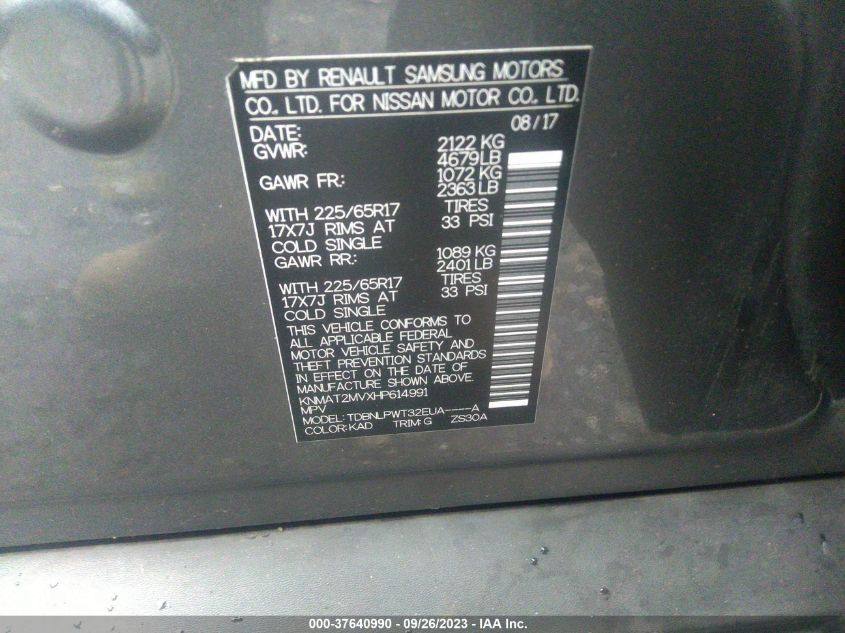 MFD BY RENAULT SAMSUNG MOTORS
CO., LTD. FOR NISSAN MOTOR CO., LTD.
DATE: 08/17
GVWR: 2122 KG
4679LB
GAWR FR: 1072 KG
2363 LB
WITH 225/65R17 TIRES
17X7J RIMS AT 33 PSI
COLD SINGLE
GAWR RR: 1089 KG
2401LB
WITH 225/65R17 TIRES
17X7J RIMS AT 33 PSI
COLD SINGLE
THIS VEHICLE CONFORMS TO
ALL APPLICABLE FEDERAL
MOTOR VEHICLE SAFETY AND
THEFT PREVENTION STANDARDS
IN EFFECT ON THE DATE OF
MANUFACTURE SHOWN ABOVE.
KNMAT2MVXHP614991
MPV
MODEL: TDBNLPWT32EUA----A
COLOR: KAD TRIM: G ZS30A
000-37640990 - 09/26/2023 - IAA Inc.